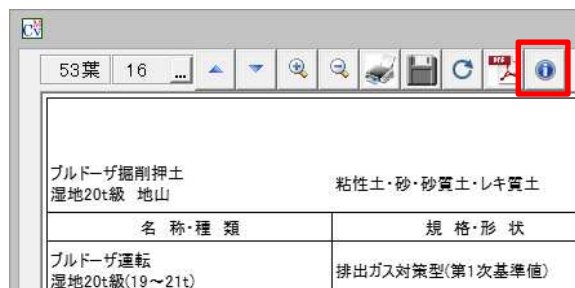 CMV
53葉 16 ...
PDF
i
ブルドーザ掘削押土
湿地20t級 地山
粘性土・砂・砂質土・レキ質土
名 称・種 類
規 格・形 状
ブルドーザ運転
湿地20t級(19～21t)
排出ガス対策型(第1次基準値)